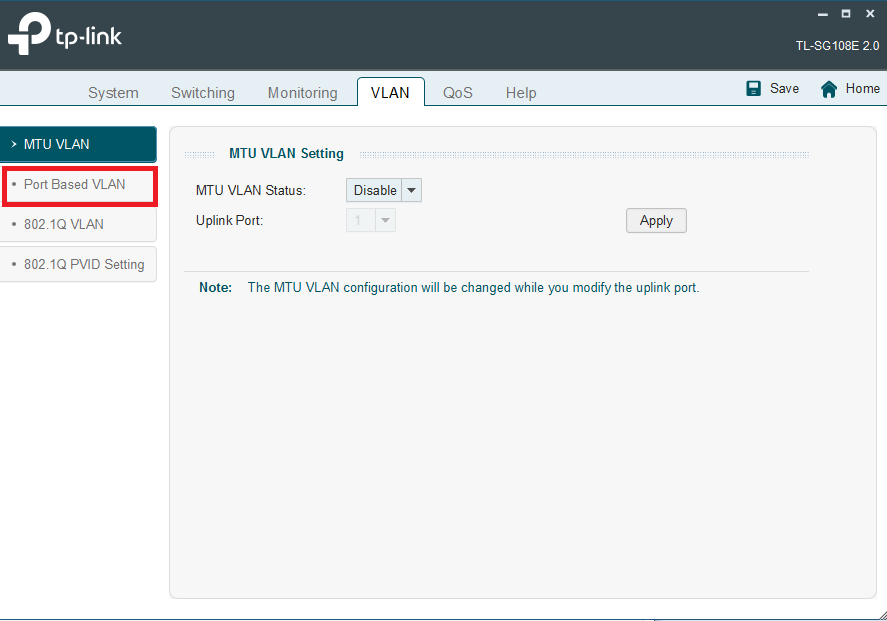 tp-link
TL-SG108E 2.0
System Switching Monitoring VLAN QoS Help Save Home
MTU VLAN
Port Based VLAN
802.1Q VLAN
802.1Q PVID Setting
MTU VLAN Setting
MTU VLAN Status: Disable
Uplink Port: 1 Apply
Note: The MTU VLAN configuration will be changed while you modify the uplink port.